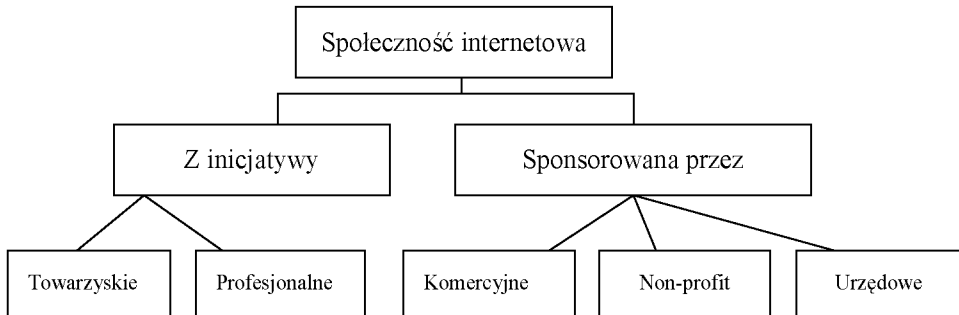 Społeczność internetowa
Z inicjatywy
Sponsorowana przez
Towarzyskie
Profesjonalne
Komercyjne
Non-profit
Urzędowe